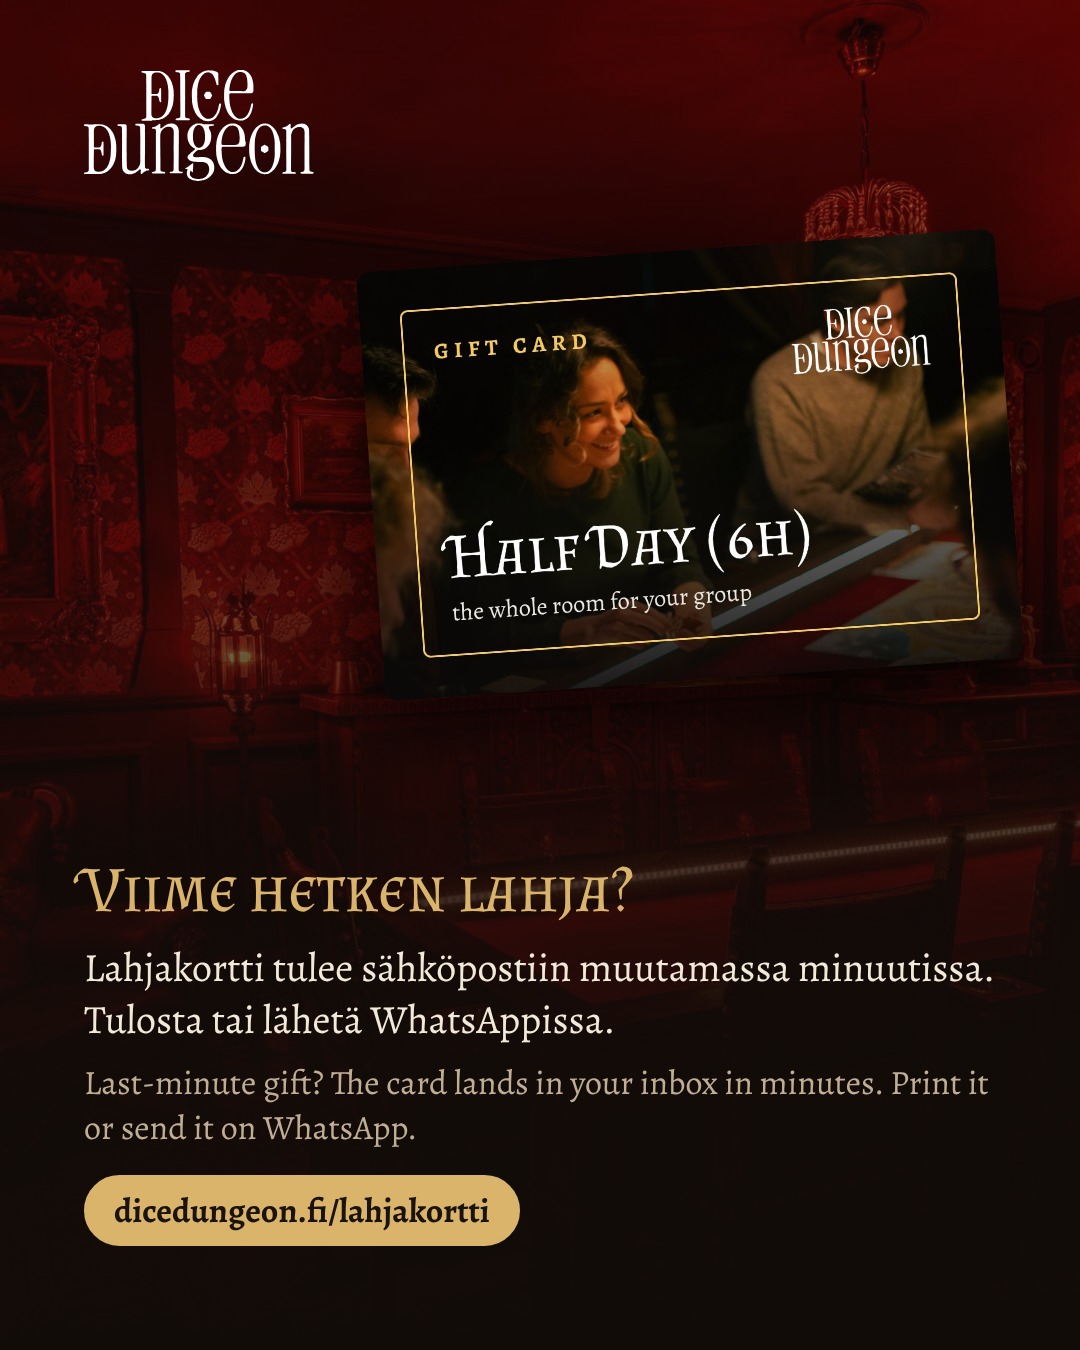 Dice
Dungeon
GIFT CARD
Dice
Dungeon
Half Day (6h)
the whole room for your group
Viime hetken lahja?
Lahjakortti tulee sähköpostiin muutamassa minuutissa.
Tulosta tai lähetä WhatsAppissa.
Last-minute gift? The card lands in your inbox in minutes. Print it
or send it on WhatsApp.
dicedungeon.fi/lahjakortti